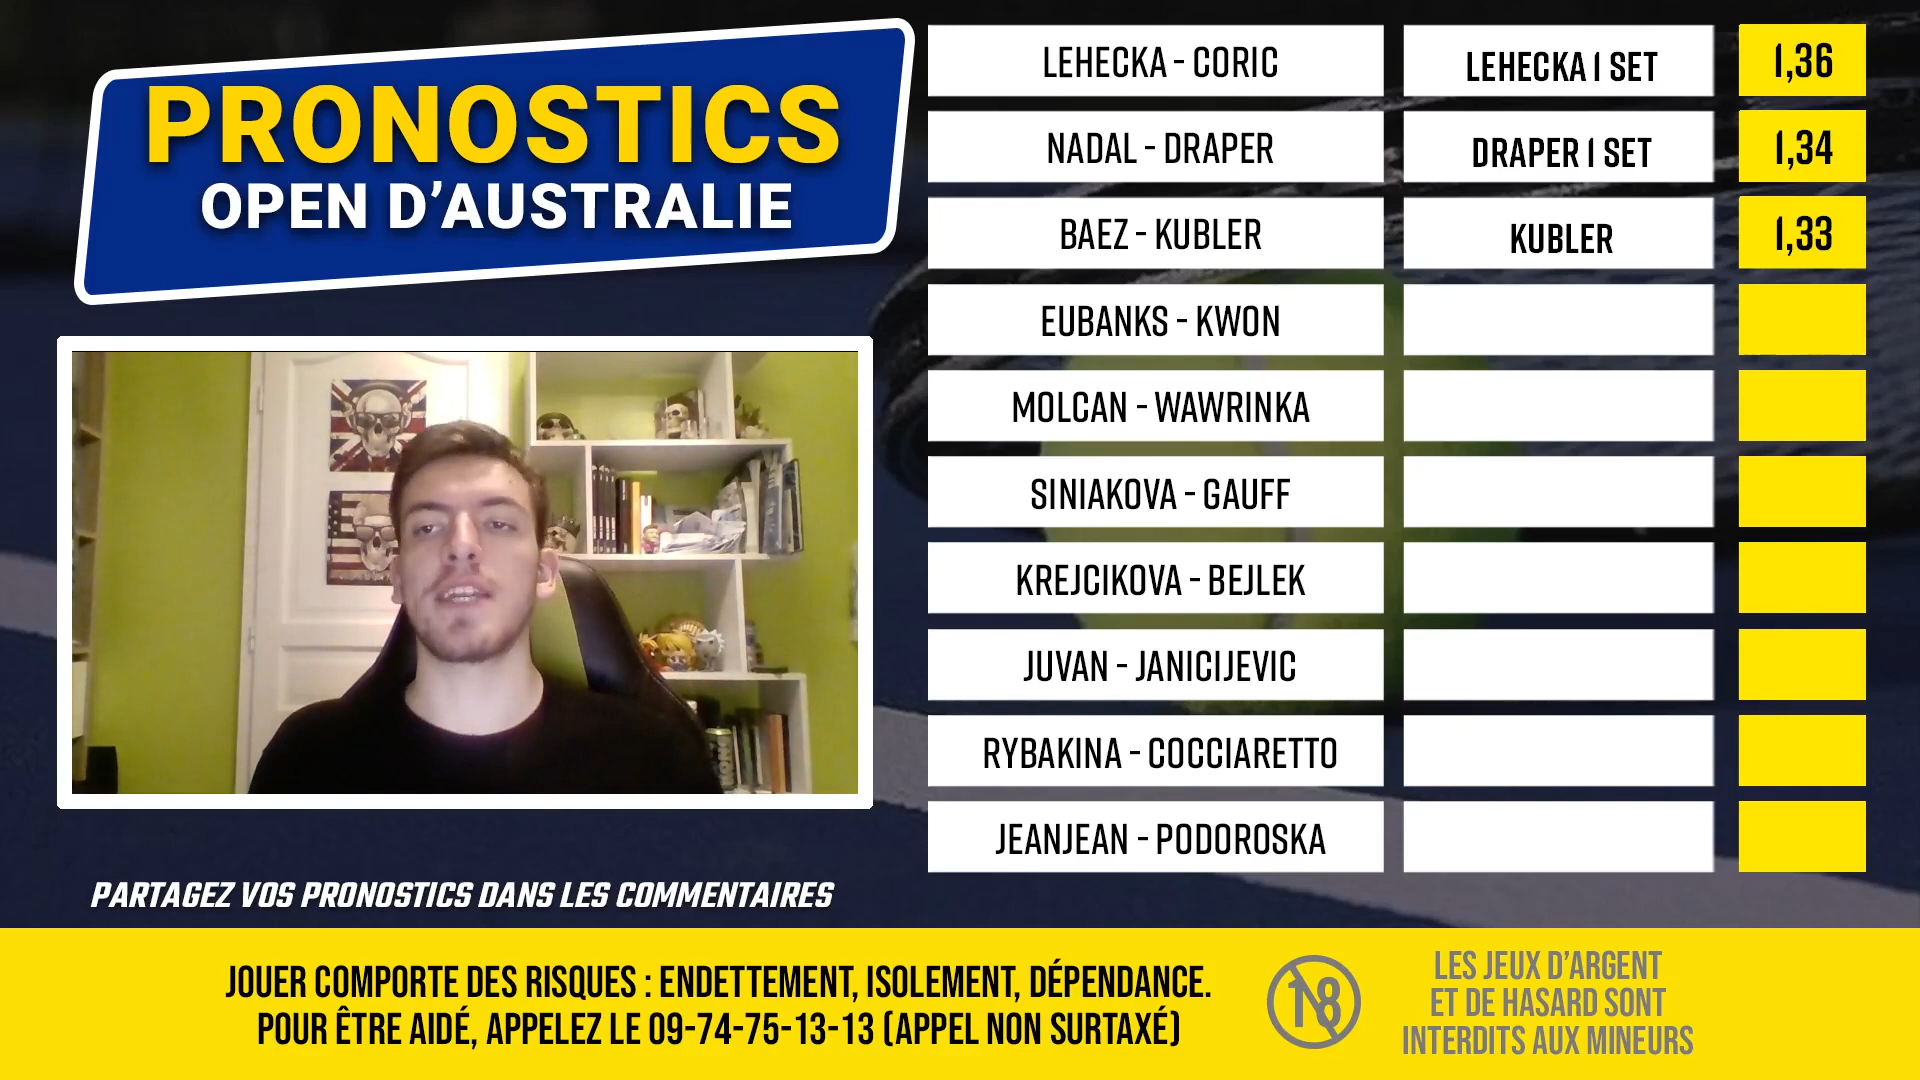 PRONOSTICS
OPEN D'AUSTRALIE
LEHECKA - CORIC
LEHECKA 1 SET
1,36
NADAL - DRAPER
DRAPER 1 SET
1,34
BAEZ - KUBLER
KUBLER
1,33
EUBANKS - KWON
MOLCAN - WAWRINKA
SINIAKOVA - GAUFF
KREJCIKOVA - BEJLEK
JUVAN - JANICIJEVIC
RYBAKINA - COCCIARETTO
JEANJEAN - PODOROSKA
PARTAGEZ VOS PRONOSTICS DANS LES COMMENTAIRES
JOUER COMPORTE DES RISQUES : ENDETTEMENT, ISOLEMENT, DÉPENDANCE.
POUR ÊTRE AIDÉ, APPELEZ LE 09-74-75-13-13 (APPEL NON SURTAXÉ)
18
LES JEUX D'ARGENT
ET DE HASARD SONT
INTERDITS AUX MINEURS